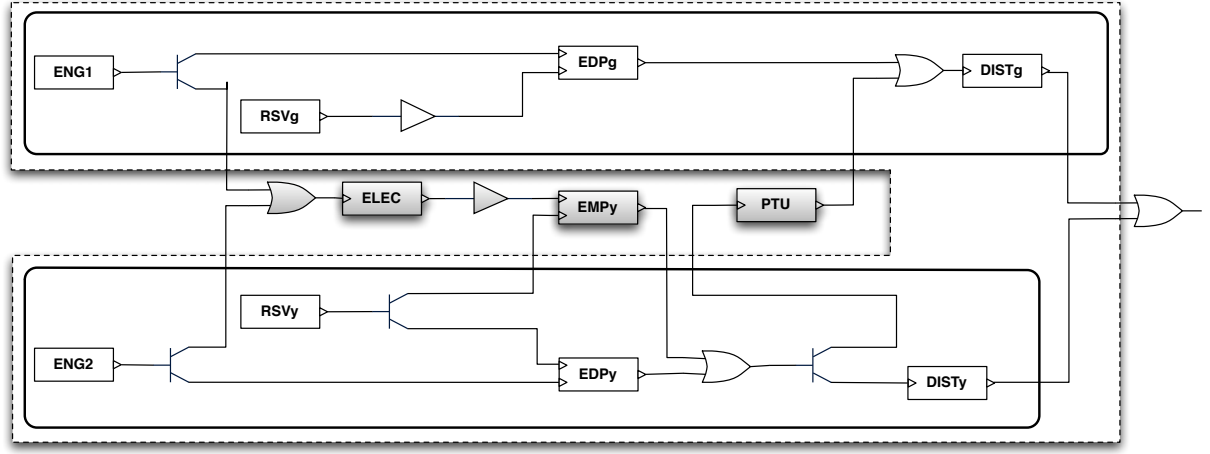 ENG1
EDPg
DISTg
RSVg
ELEC
EMPy
PTU
RSVy
ENG2
EDPy
DISTy